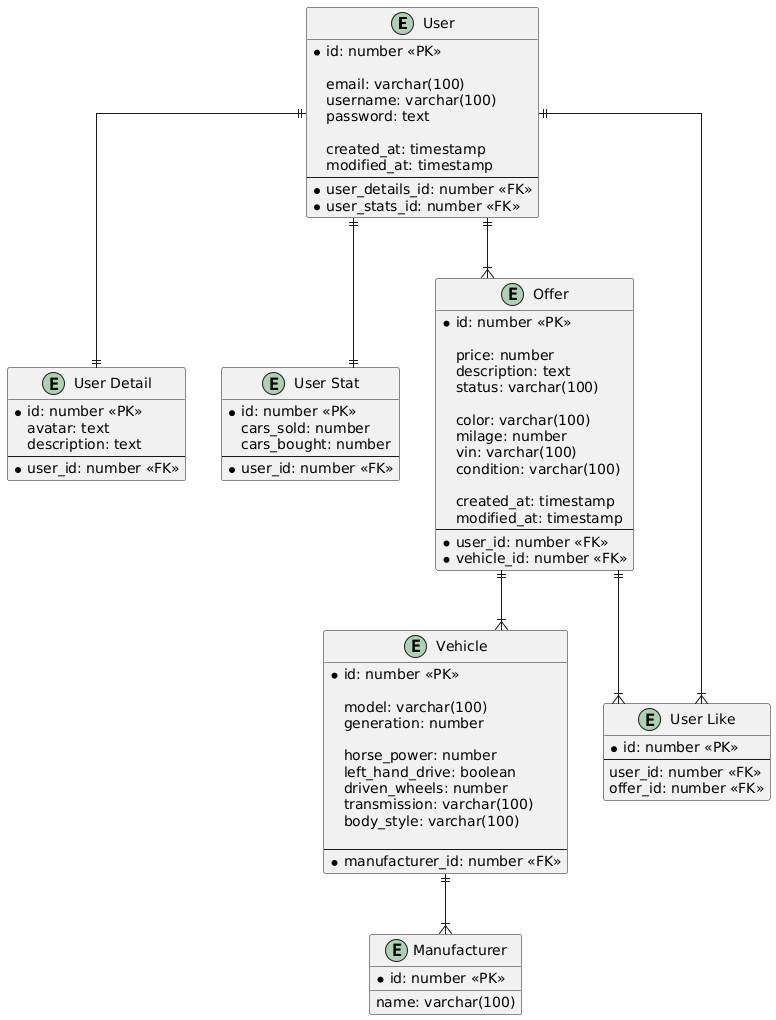 E User
id: number «PK»
email: varchar(100)
username: varchar(100)
password: text
created_at: timestamp
modified_at: timestamp
user_details_id: number «FK»
user_stats_id: number «FK»
E Offer
id: number «PK»
price: number
description: text
status: varchar(100)
color: varchar(100)
milage: number
vin: varchar(100)
condition: varchar(100)
created_at: timestamp
modified_at: timestamp
user_id: number «FK»
vehicle_id: number «FK»
E User Detail
id: number «PK»
avatar: text
description: text
user_id: number «FK»
E User Stat
id: number «PK»
cars_sold: number
cars_bought: number
user_id: number «FK»
E Vehicle
id: number «PK»
model: varchar(100)
generation: number
horse_power: number
left_hand_drive: boolean
driven_wheels: number
transmission: varchar(100)
body_style: varchar(100)
manufacturer_id: number «FK»
E User Like
id: number «PK»
user_id: number «FK»
offer_id: number «FK»
E Manufacturer
id: number «PK»
name: varchar(100)